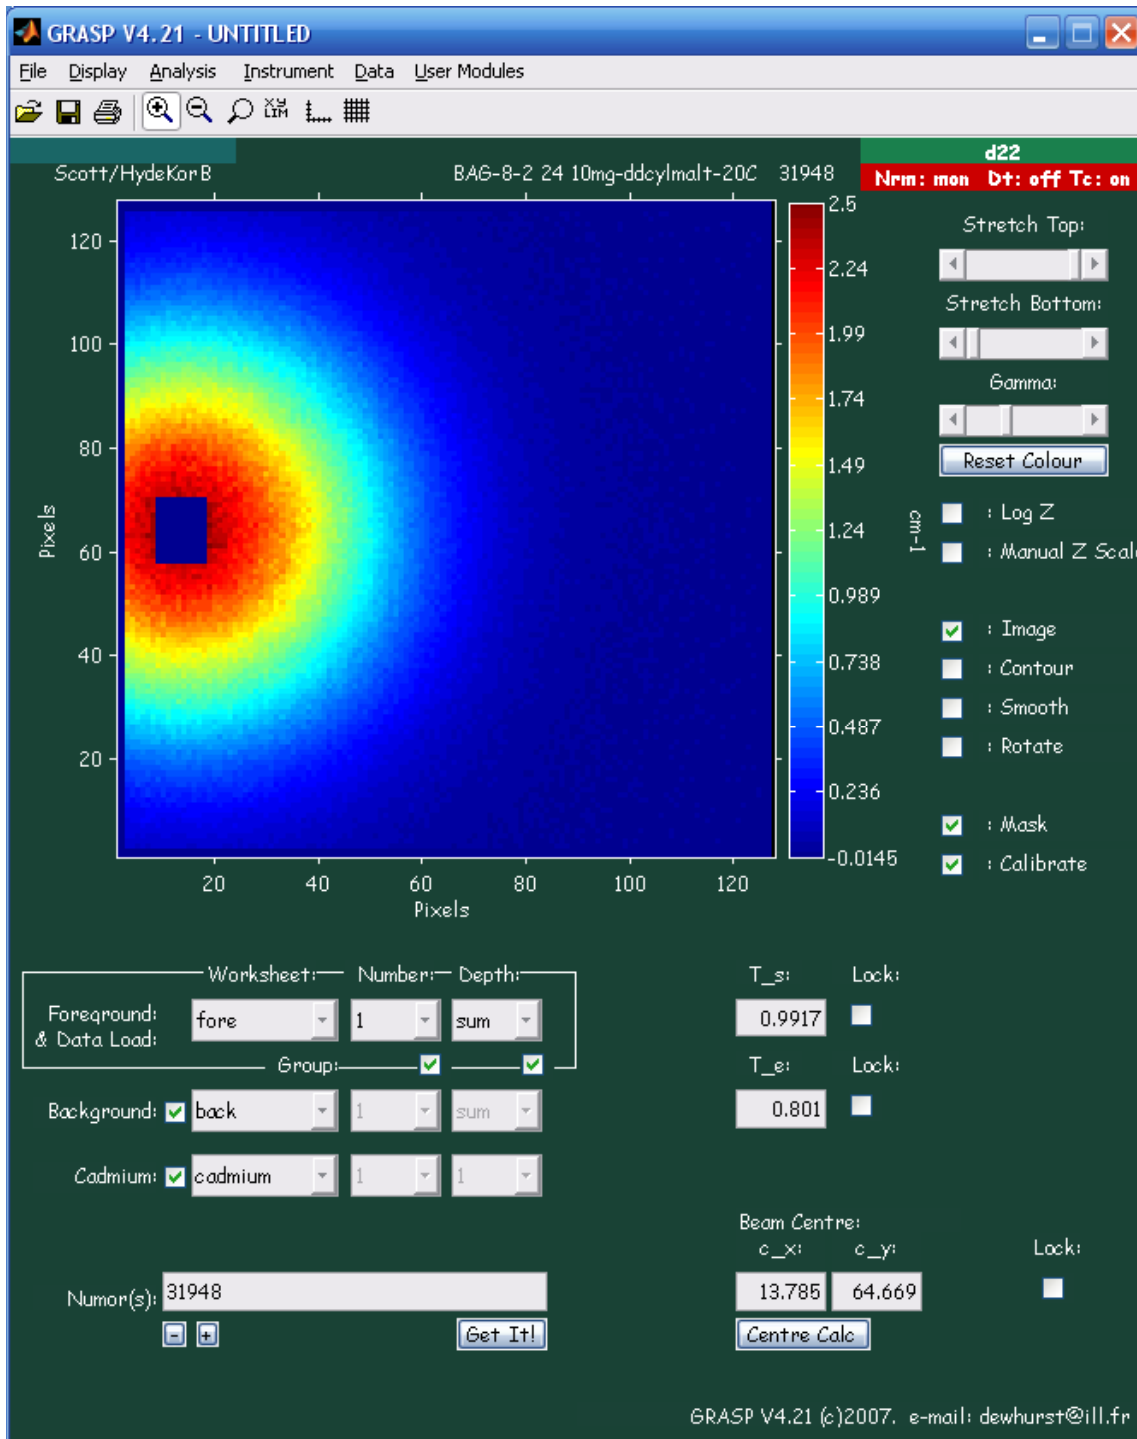 GRASP V4.21 - UNTITLED
File Display Analysis Instrument Data User Modules
XY LIM
d22
Scott/HydeKorB BAG-8-2 24 10mg-ddcylmalt-20C 31948 Nrm: mon Dt: off Tc: on
2.5
2.24
1.99
1.74
1.49
1.24
0.989
0.738
0.487
0.236
-0.0145
cm-1
120
100
80
60
40
20
Pixels
20 40 60 80 100 120
Pixels
Stretch Top:
Stretch Bottom:
Gamma:
Reset Colour
: Log Z
: Manual Z Scale
: Image
: Contour
: Smooth
: Rotate
: Mask
: Calibrate
Worksheet: Number: Depth:
Foreground: & Data Load: fore 1 sum
Group:
Background: back 1 sum
Cadmium: cadmium 1 1
T_s: Lock:
0.9917
T_e: Lock:
0.801
Beam Centre:
c_x: c_y: Lock:
13.785 64.669
Centre Calc
Numor(s): 31948
- + Get It!
GRASP V4.21 (c)2007. e-mail: dewhurst@ill.fr